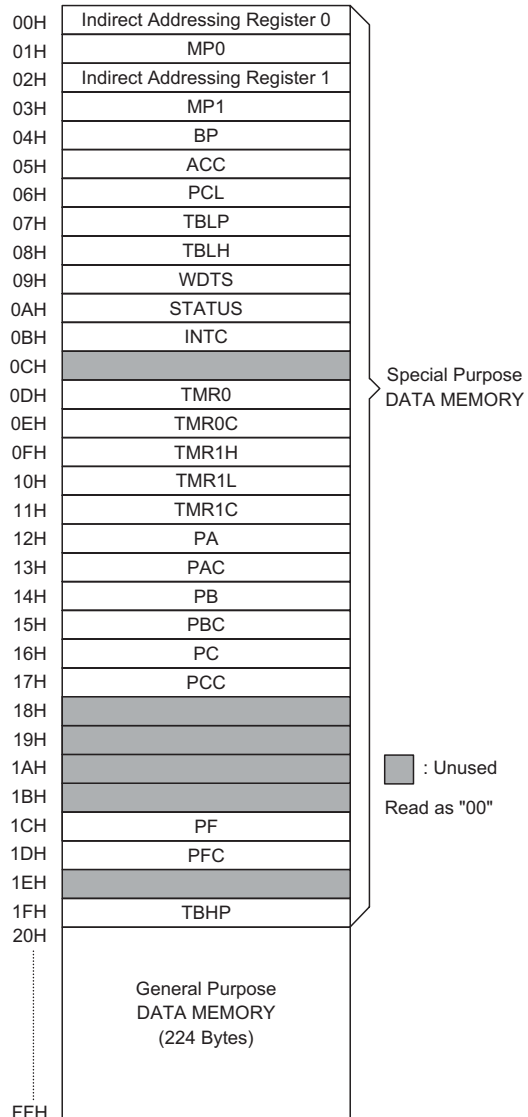 00H Indirect Addressing Register 0
01H MP0
02H Indirect Addressing Register 1
03H MP1
04H BP
05H ACC
06H PCL
07H TBLP
08H TBLH
09H WDTS
0AH STATUS
0BH INTC
0CH
0DH TMR0
0EH TMR0C
0FH TMR1H
10H TMR1L
11H TMR1C
12H PA
13H PAC
14H PB
15H PBC
16H PC
17H PCC
18H
19H
1AH
1BH
1CH PF
1DH PFC
1EH
1FH TBHP
20H
General Purpose
DATA MEMORY
(224 Bytes)
FFH
Special Purpose
DATA MEMORY
: Unused
Read as "00"